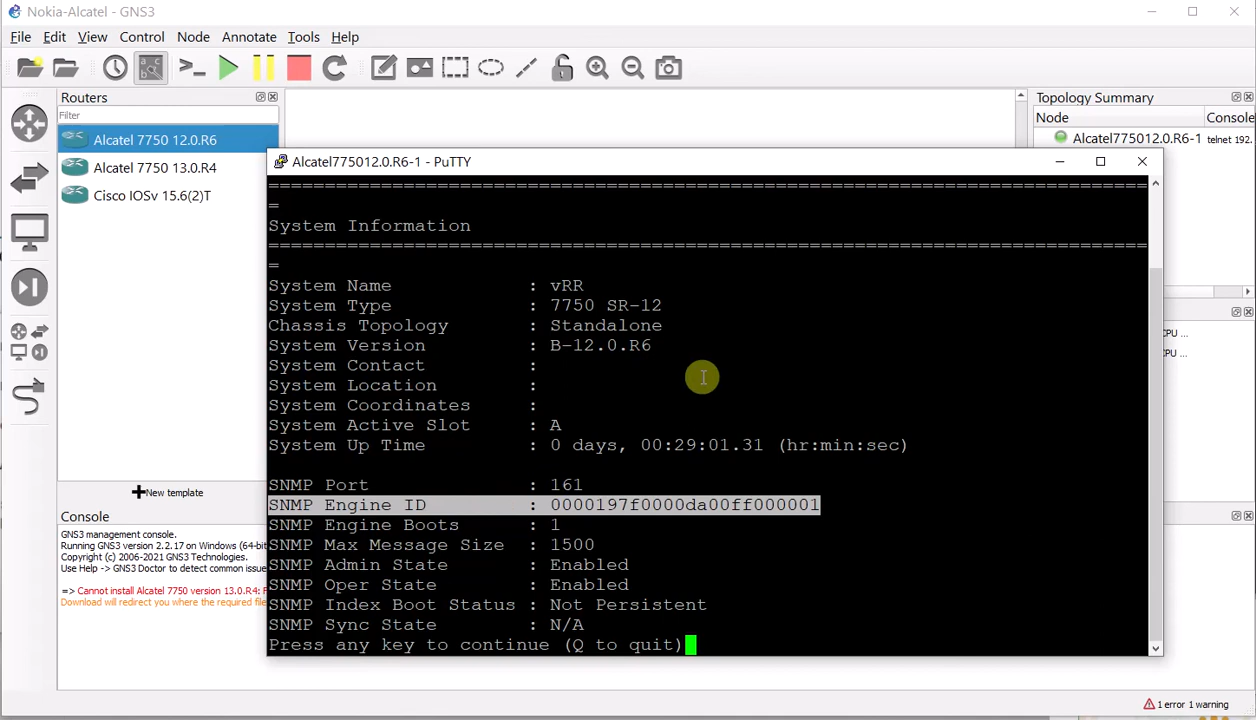 Nokia-Alcatel - GNS3
File Edit View Control Node Annotate Tools Help
Routers
Filter
Alcatel 7750 12.0.R6
Alcatel 7750 13.0.R4
Cisco IOSv 15.6(2)T
New template
Topology Summary
Node Console
Alcatel775012.0.R6-1 telnet 192.
CPU ...
CPU ...
Alcatel775012.0.R6-1 - PuTTY
===============================================================================
=
System Information
===============================================================================
=
System Name : vRR
System Type : 7750 SR-12
Chassis Topology : Standalone
System Version : B-12.0.R6
System Contact :
System Location :
System Coordinates :
System Active Slot : A
System Up Time : 0 days, 00:29:01.31 (hr:min:sec)
SNMP Port : 161
SNMP Engine ID : 0000197f0000da00ff000001
SNMP Engine Boots : 1
SNMP Max Message Size : 1500
SNMP Admin State : Enabled
SNMP Oper State : Enabled
SNMP Index Boot Status : Not Persistent
SNMP Sync State : N/A
Press any key to continue (Q to quit)
Console
GNS3 management console.
Running GNS3 version 2.2.17 on Windows (64-bit
Copyright (c) 2006-2021 GNS3 Technologies.
Use Help -> GNS3 Doctor to detect common issue
=> Cannot install Alcatel 7750 version 13.0.R4:
Download will redirect you where the required file
1 error 1 warning